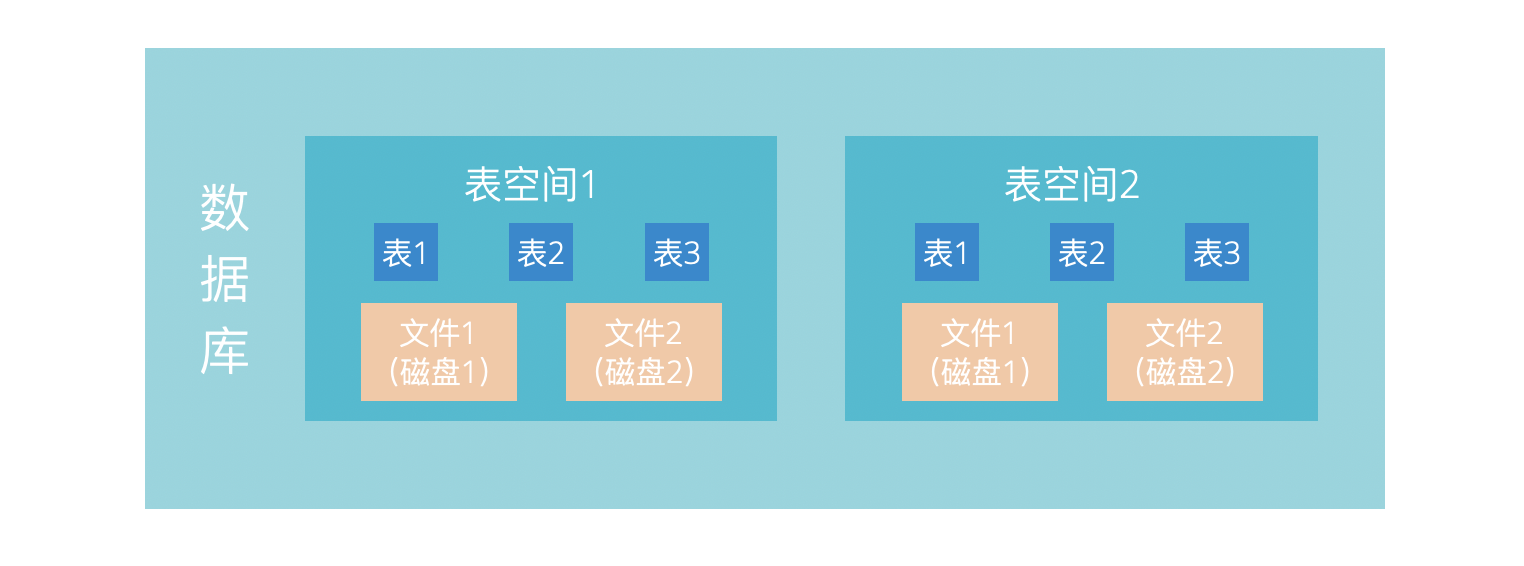 数
据
库
表空间1
表1
表2
表3
文件1
(磁盘1)
文件2
(磁盘2)
表空间2
表1
表2
表3
文件1
(磁盘1)
文件2
(磁盘2)